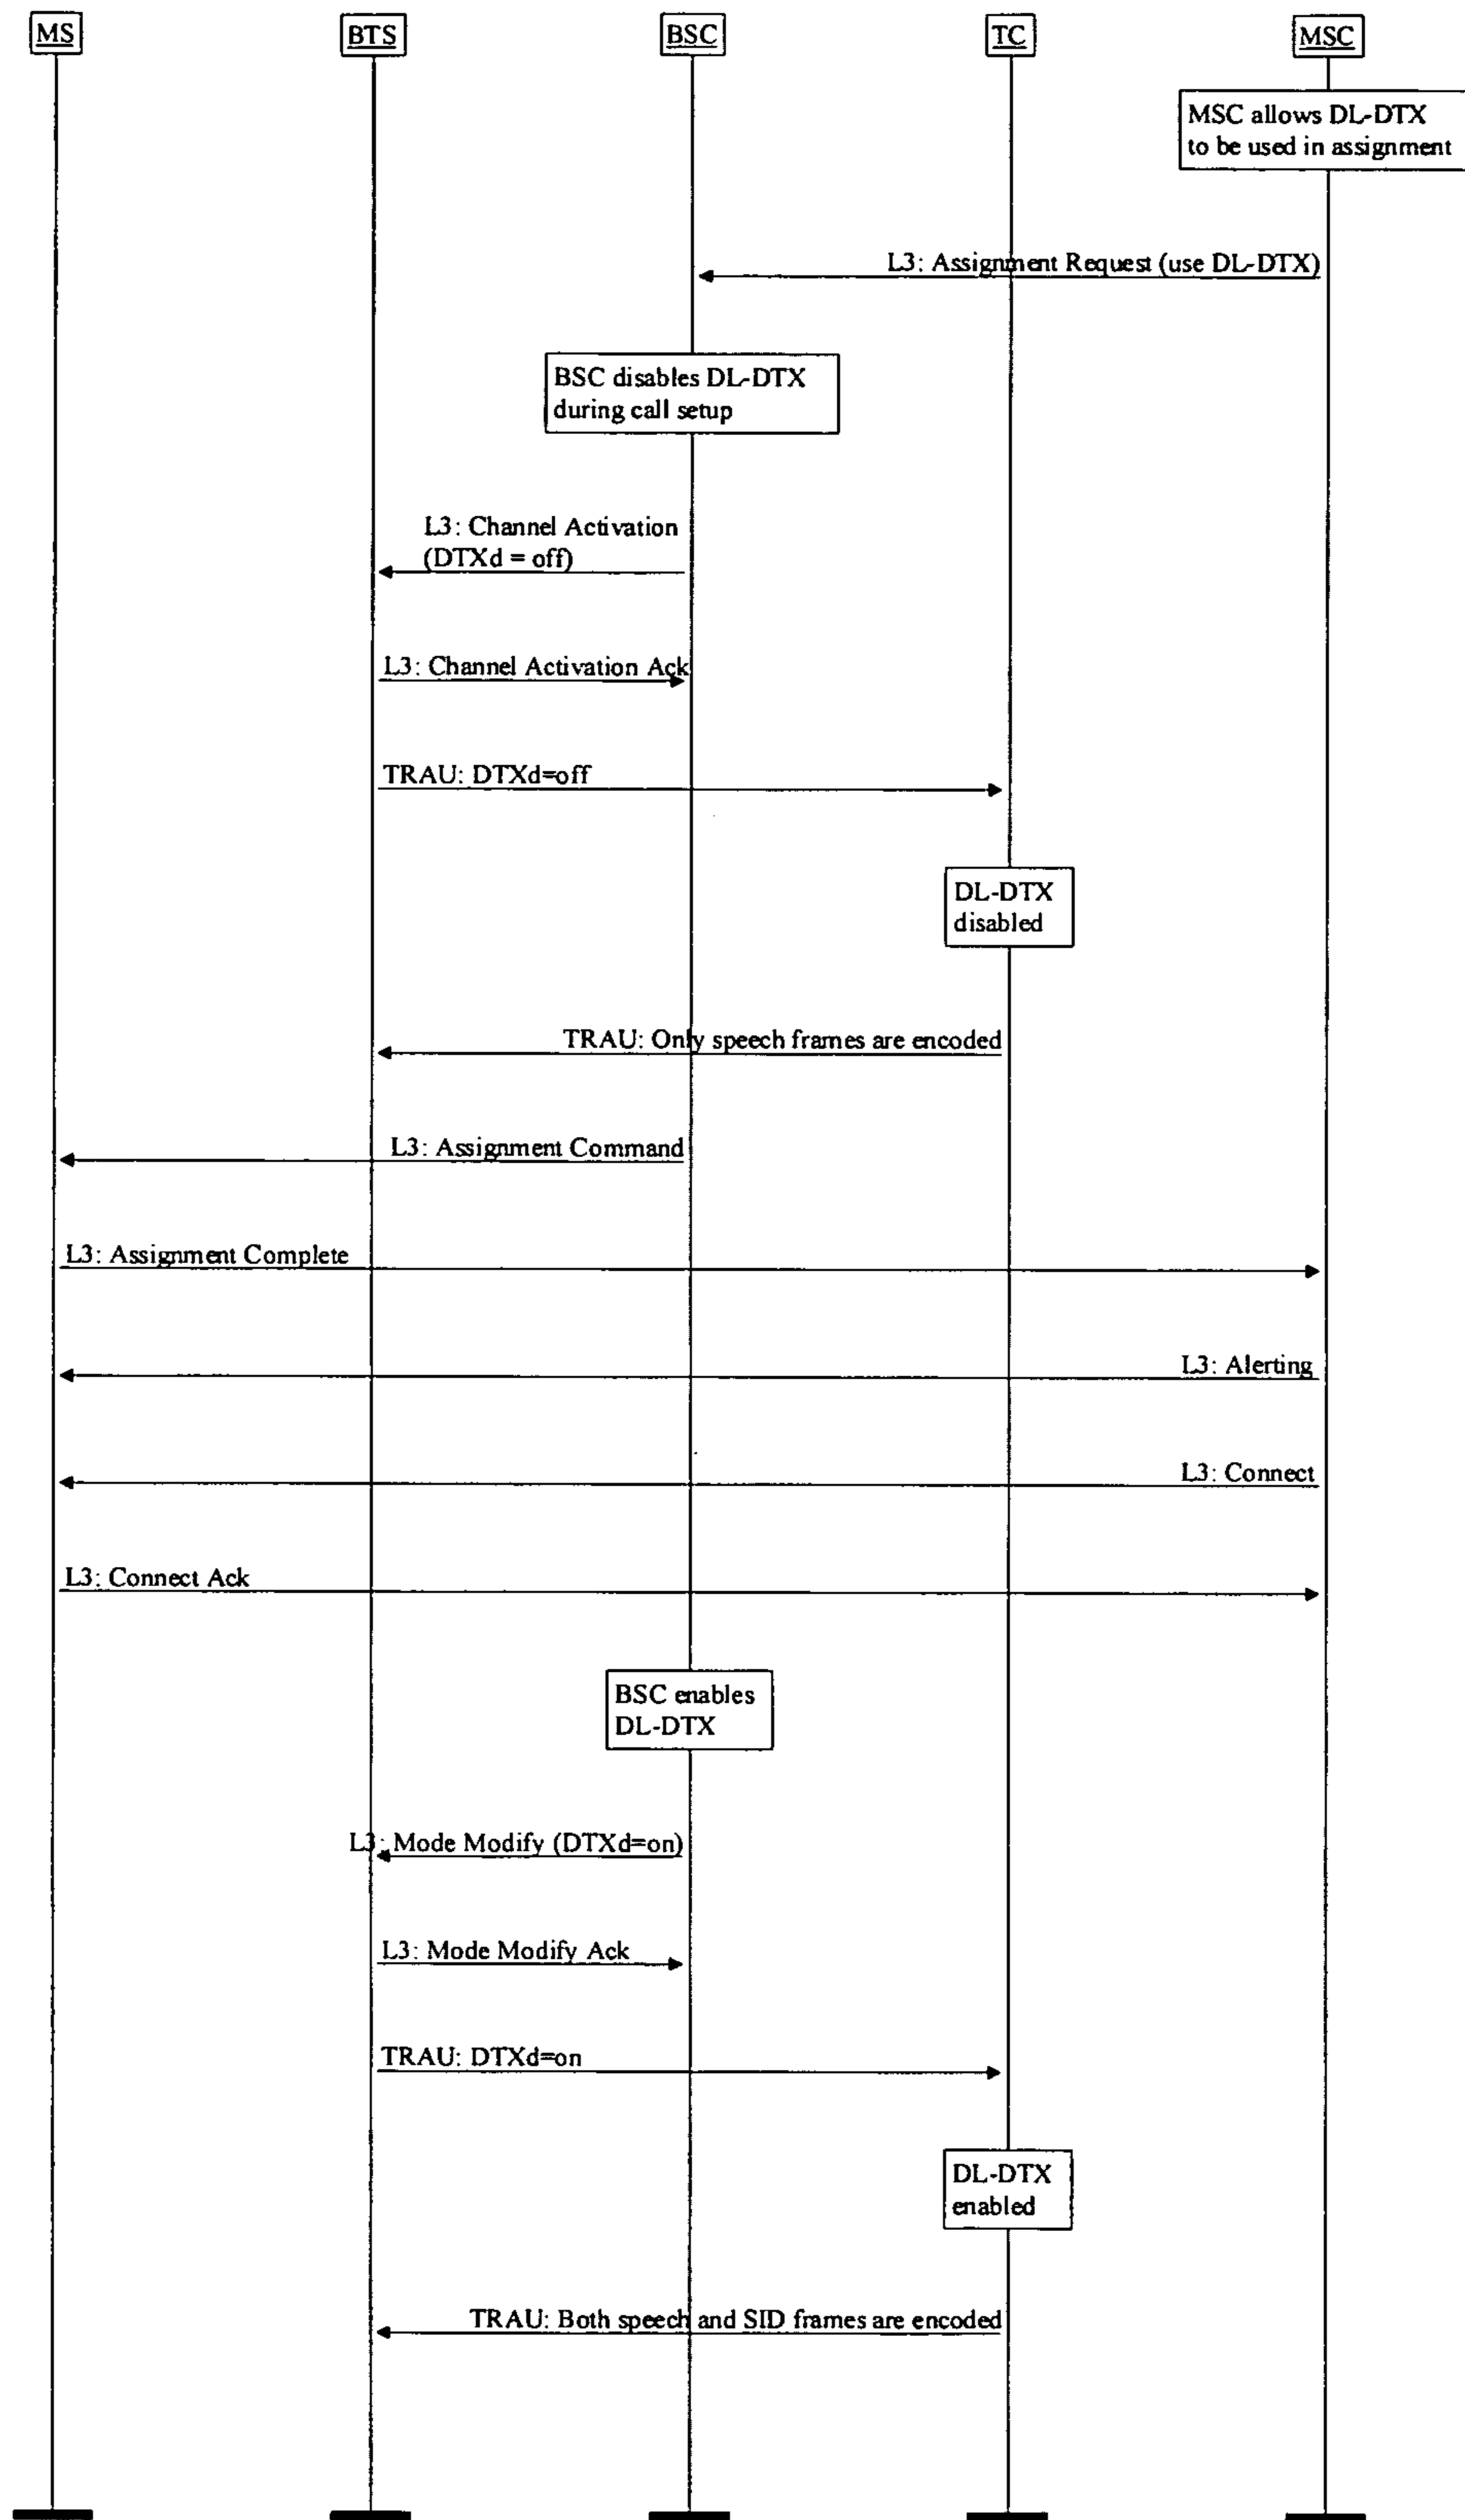 MS
BTS
BSC
TC
MSC
MSC allows DL-DTX
to be used in assignment
L3: Assignment Request (use DL-DTX)
BSC disables DL-DTX
during call setup
L3: Channel Activation
(DTXd = off)
L3: Channel Activation Ack
TRAU: DTXd=off
DL-DTX
disabled
TRAU: Only speech frames are encoded
L3: Assignment Command
L3: Assignment Complete
L3: Alerting
L3: Connect
L3: Connect Ack
BSC enables
DL-DTX
L3: Mode Modify (DTXd=on)
L3: Mode Modify Ack
TRAU: DTXd=on
DL-DTX
enabled
TRAU: Both speech and SID frames are encoded